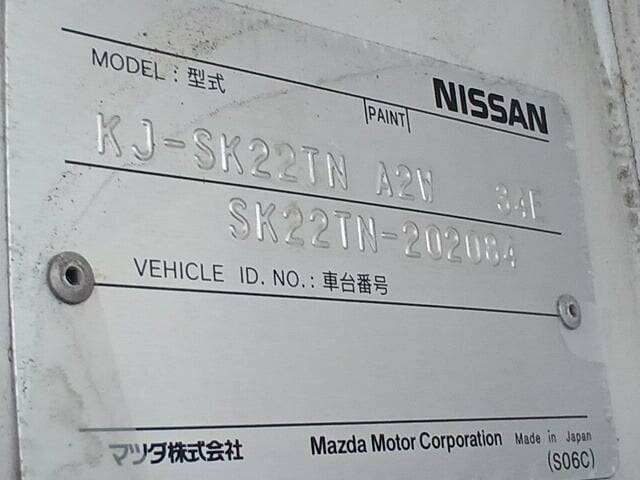 NISSAN
MODEL : 型式
PAINT
KJ-SK22TN A2W 34F
SK22TN-202084
VEHICLE ID. NO. : 車台番号
マツダ株式会社 Mazda Motor Corporation Made in Japan
(S06C)